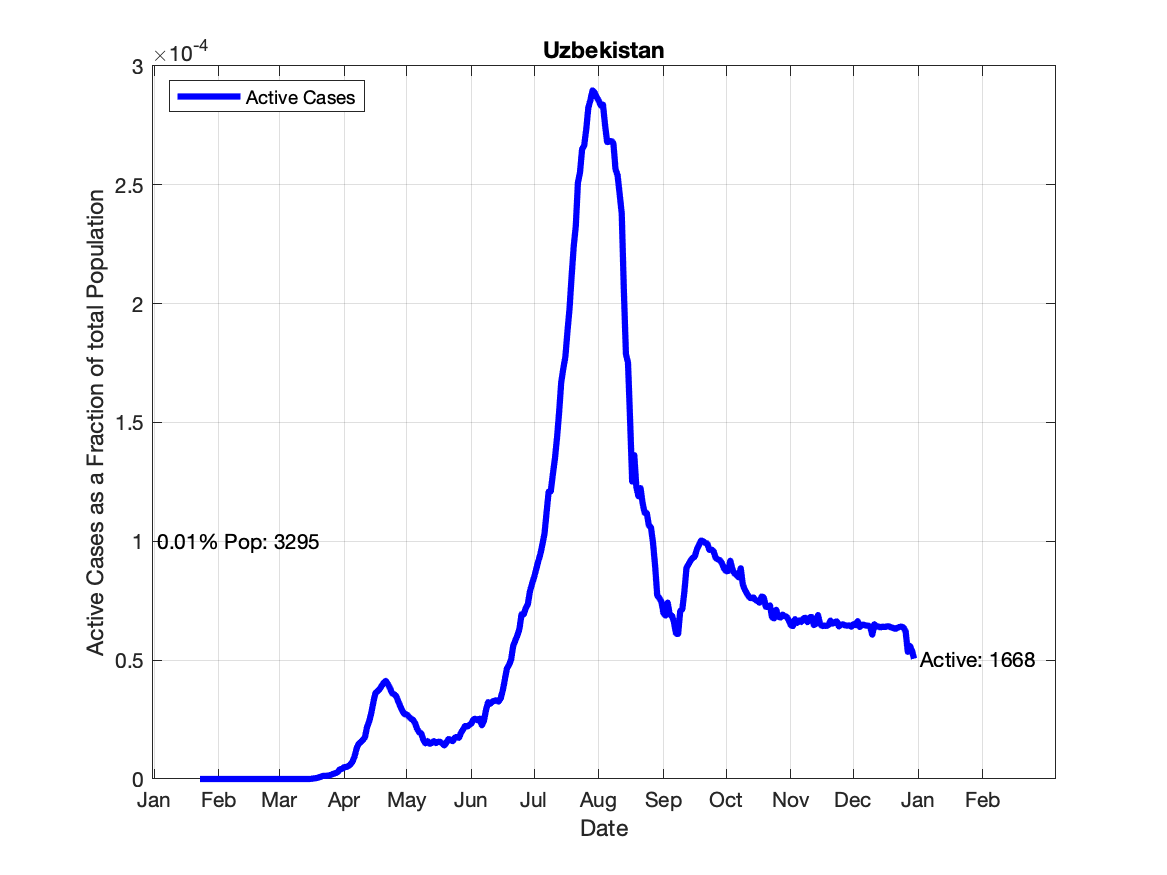 Uzbekistan
×10^-4
Active Cases
3
2.5
2
1.5
1
0.5
0
Active Cases as a Fraction of total Population
0.01% Pop: 3295
Active: 1668
Jan Feb Mar Apr May Jun Jul Aug Sep Oct Nov Dec Jan Feb
Date